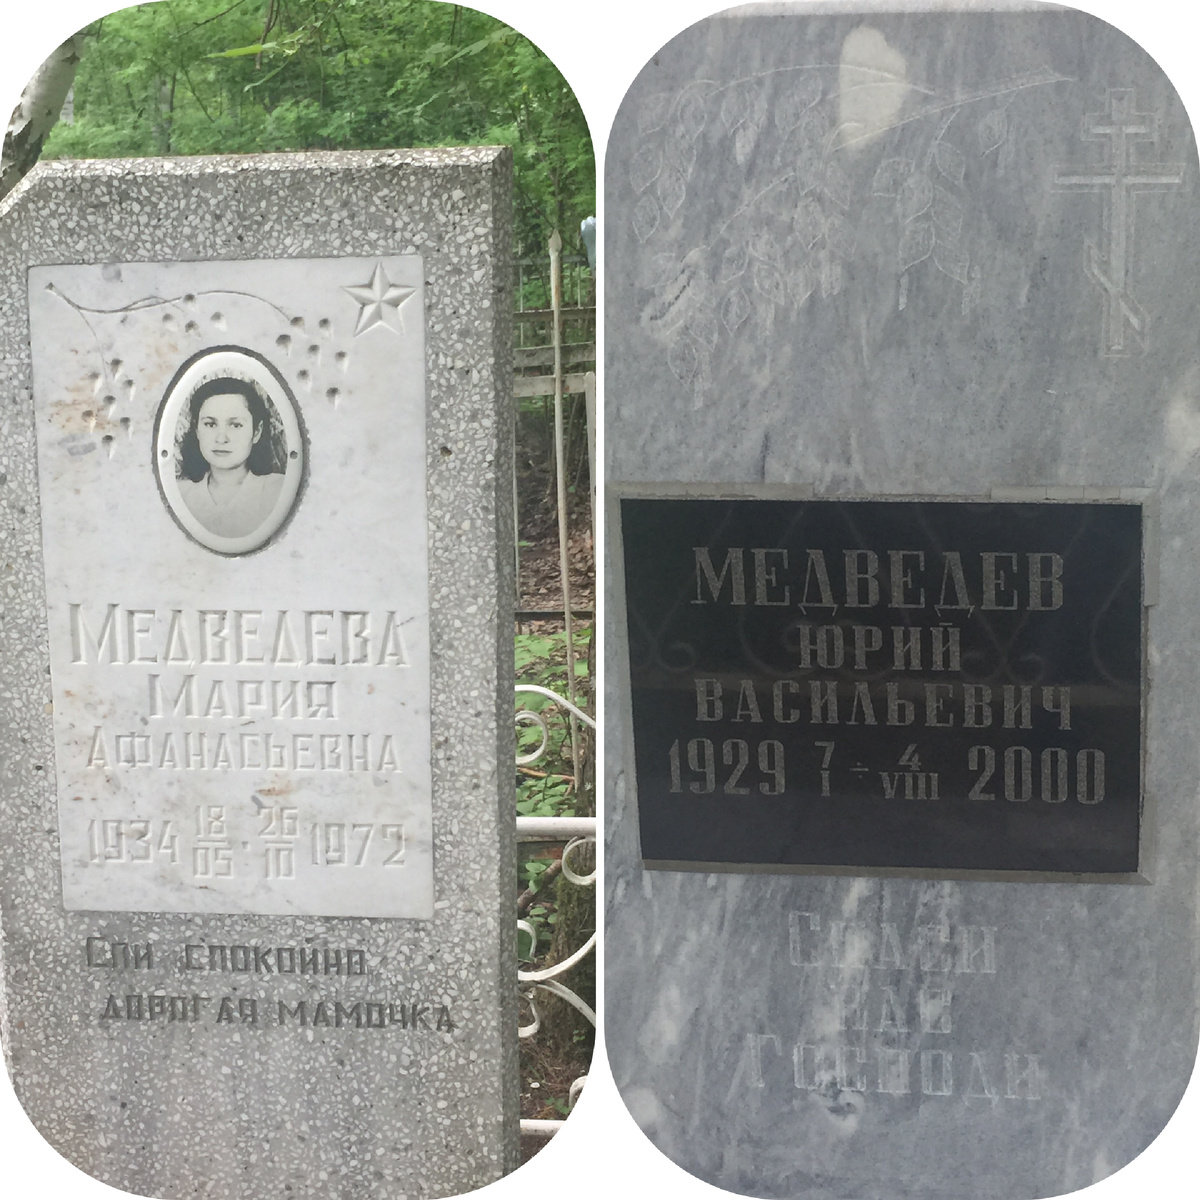 МЕДВЕДЕВА
МАРИЯ
АФАНАСЬЕВНА
1934 18/05 · 26/10 1972
СПИ СПОКОЙНО
ДОРОГАЯ МАМОЧКА
МЕДВЕДЕВ
ЮРИЙ
ВАСИЛЬЕВИЧ
1929 7/I ÷ 4/VIII 2000
СПАСИ
НАС
ГОСПОДИ